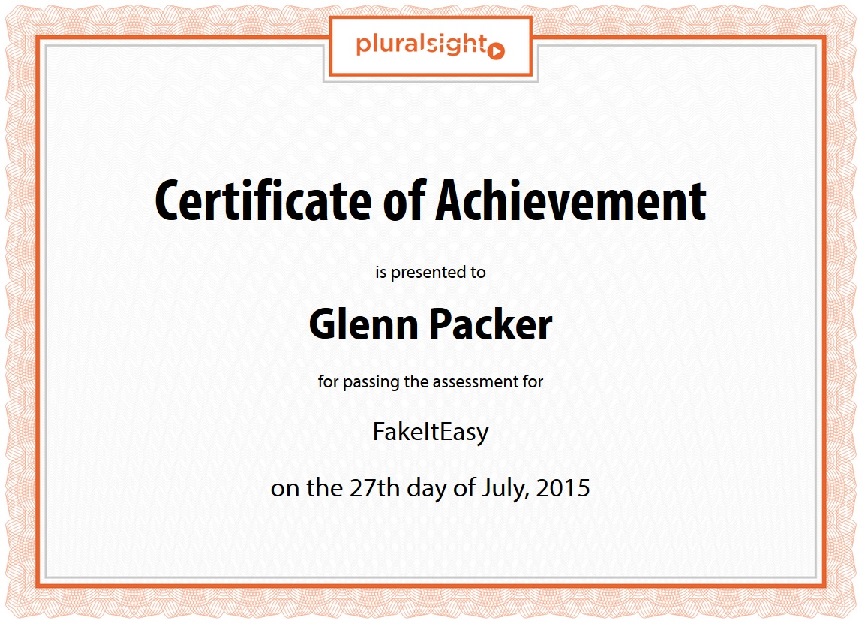 pluralsight
Certificate of Achievement
is presented to
Glenn Packer
for passing the assessment for
FakeItEasy
on the 27th day of July, 2015